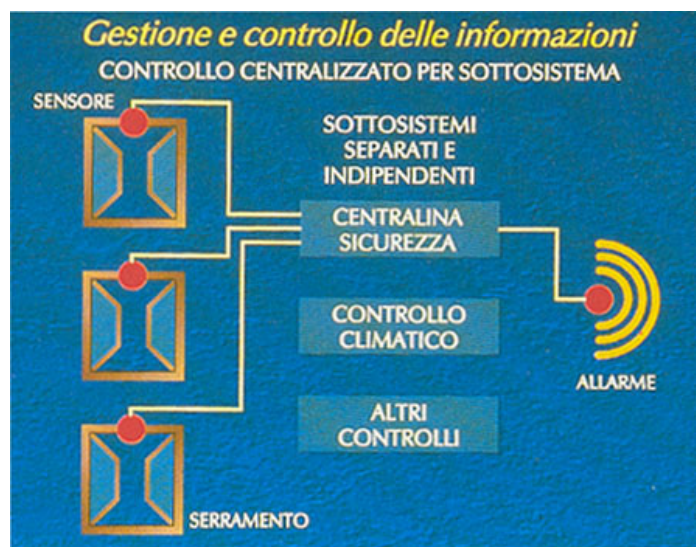 Gestione e controllo delle informazioni
CONTROLLO CENTRALIZZATO PER SOTTOSISTEMA
SENSORE
SOTTOSISTEMI
SEPARATI E
INDIPENDENTI
CENTRALINA
SICUREZZA
CONTROLLO
CLIMATICO
ALLARME
ALTRI
CONTROLLI
SERRAMENTO